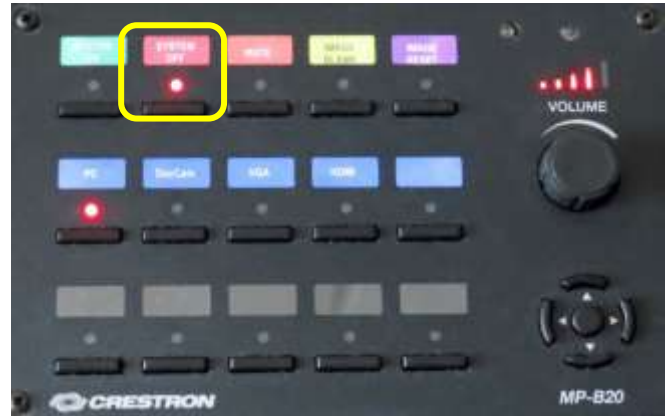 SYSTEM
OFF
MUTE
IMAGE
RESET
VOLUME
PC
DocCam
VGA
HDMI
CRESTRON
MP-B20